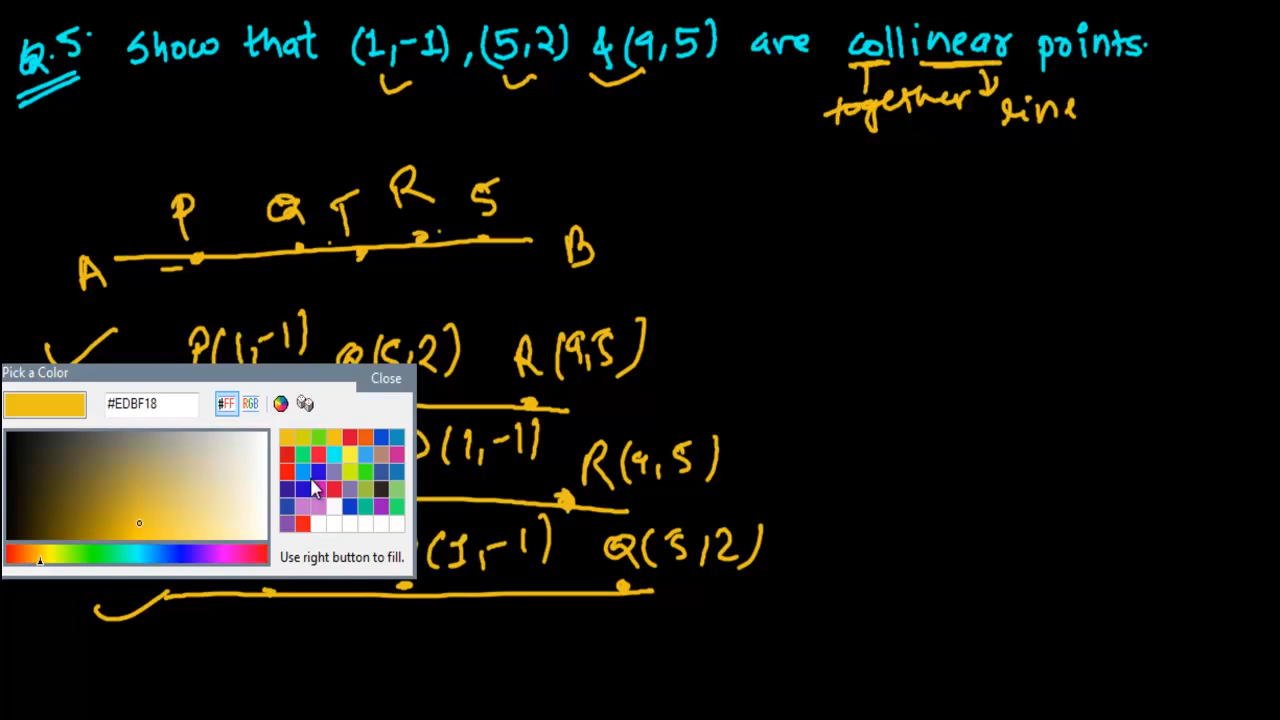 Q.5. Show that (1,-1), (5,2) & (9,5) are collinear points.
together line
P Q T R S
A B
P(1,-1) Q(5,2) R(9,5)
Pick a Color Close
#EDBF18 #FF RGB
(1,-1) R(9,5)
(1,-1) Q(5,2)
Use right button to fill.